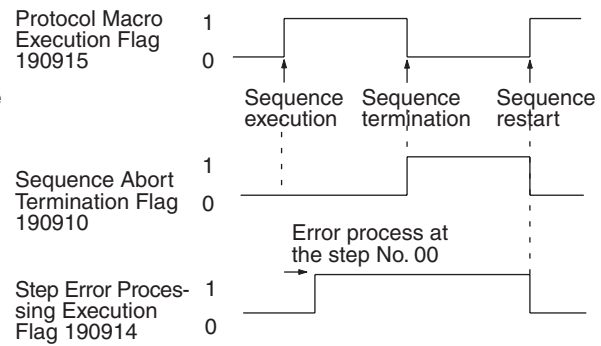 Protocol Macro
Execution Flag
190915
1
0
e
Sequence execution
Sequence termination
Sequence restart
Sequence Abort
Termination Flag
190910
1
0
Error process at
the step No. 00
Step Error Proces-
sing Execution
Flag 190914
1
0